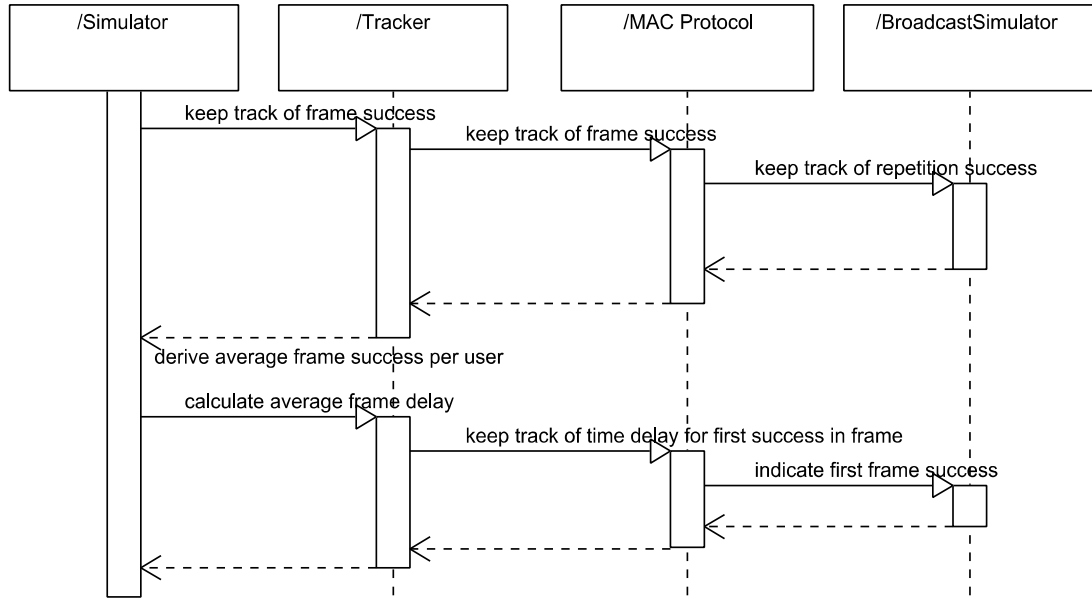 /Simulator
/Tracker
/MAC Protocol
/BroadcastSimulator
keep track of frame success
keep track of frame success
keep track of repetition success
derive average frame success per user
calculate average frame delay
keep track of time delay for first success in frame
indicate first frame success